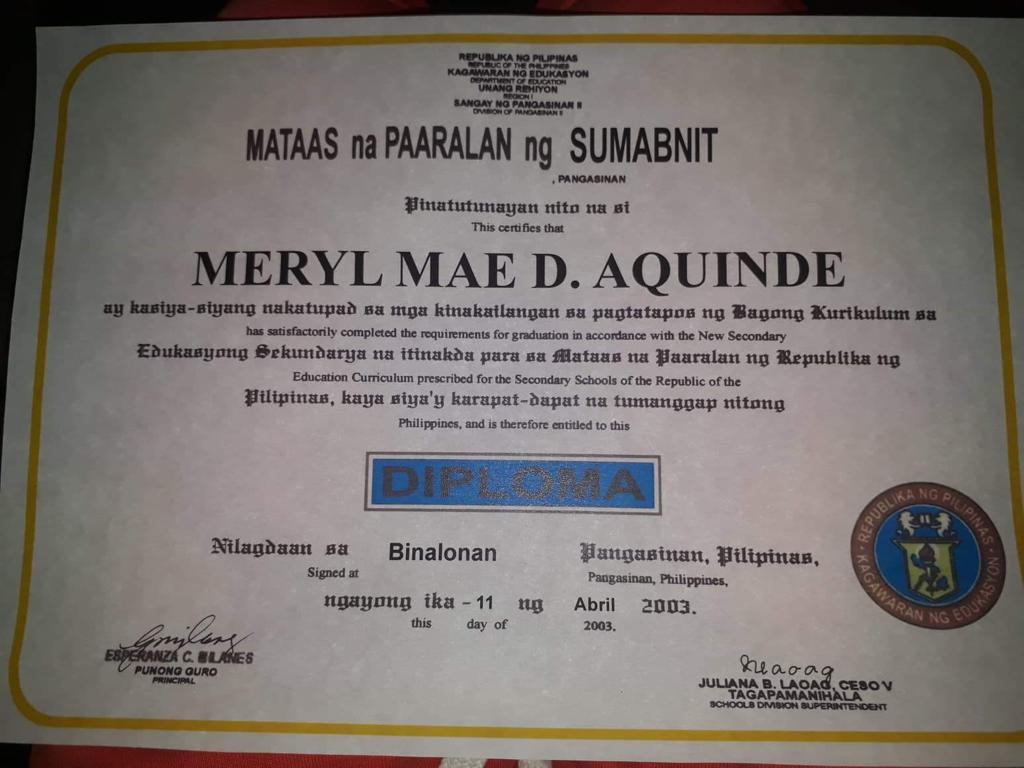 REPUBLIKA NG PILIPINAS
REPUBLIC OF THE PHILIPPINES
KAGAWARAN NG EDUKASYON
DEPARTMENT OF EDUCATION
UNANG REHIYON
REGION I
SANGAY NG PANGASINAN II
DIVISION OF PANGASINAN II
MATAAS na PAARALAN ng SUMABNIT
, PANGASINAN
Pinatutunayan nito na si
This certifies that
MERYL MAE D. AQUINDE
ay kasiya-siyang nakatupad sa mga kinakailangan sa pagtatapos ng Bagong Kurikulum sa
has satisfactorily completed the requirements for graduation in accordance with the New Secondary
Edukasyong Sekundarya na itinakda para sa Mataas na Paaralan ng Republika ng
Education Curriculum prescribed for the Secondary Schools of the Republic of the
Pilipinas, kaya siya'y karapat-dapat na tumanggap nitong
Philippines, and is therefore entitled to this
DIPLOMA
Nilagdaan sa Binalonan Pangasinan, Pilipinas,
Signed at Pangasinan, Philippines,
ngayong ika - 11 ng Abril 2003.
this day of 2003.
REPUBLIKA NG PILIPINAS
KAGAWARAN NG EDUKASYON
ESPERANZA C. MILANES
PUNONG GURO
PRINCIPAL
JULIANA B. LAOAG, CESO V
TAGAPAMANIHALA
SCHOOLS DIVISION SUPERINTENDENT